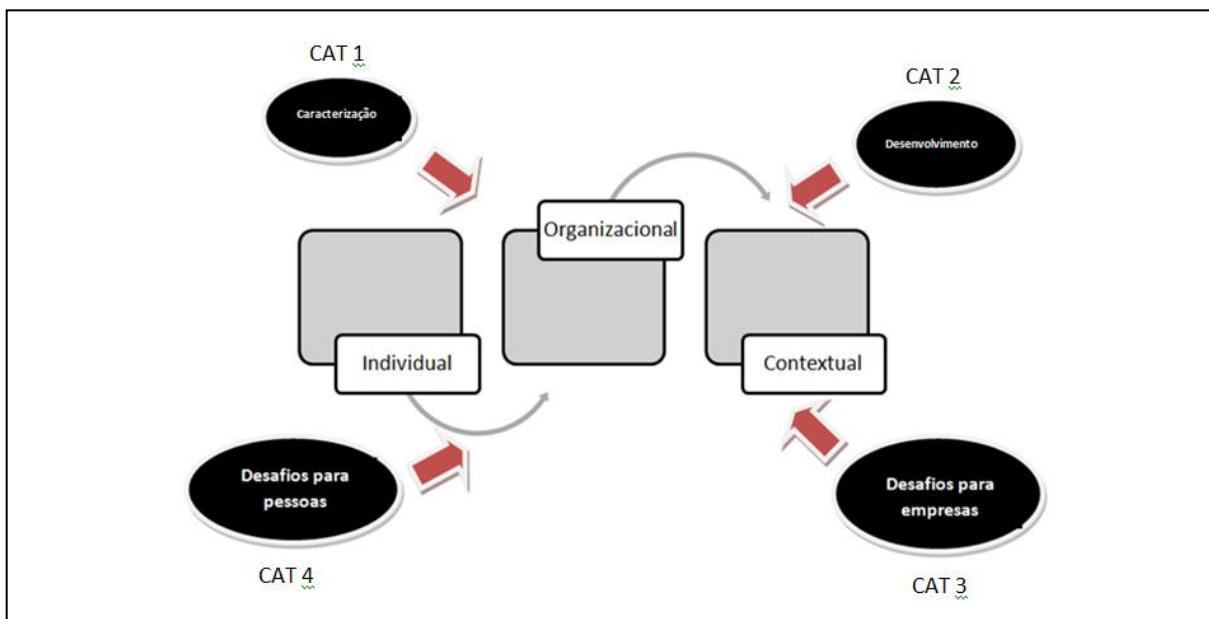 CAT 1
Caracterização
CAT 2
Desenvolvimento
Organizacional
Individual
Contextual
Desafios para
pessoas
CAT 4
Desafios para
empresas
CAT 3